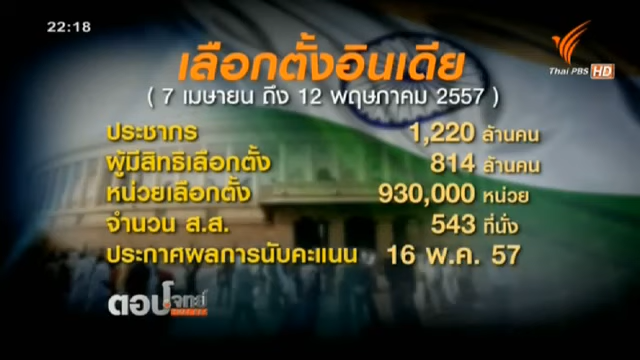 22:18
Thai PBS HD
เลือกตั้งอินเดีย
( 7 เมษายน ถึง 12 พฤษภาคม 2557 )
ประชากร 1,220 ล้านคน
ผู้มีสิทธิเลือกตั้ง 814 ล้านคน
หน่วยเลือกตั้ง 930,000 หน่วย
จำนวน ส.ส. 543 ที่นั่ง
ประกาศผลการนับคะแนน 16 พ.ค. 57
ตอบโจทย์